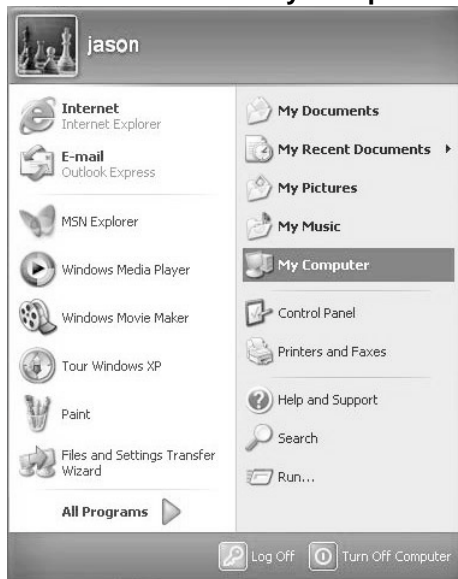 jason
Internet
Internet Explorer
E-mail
Outlook Express
MSN Explorer
Windows Media Player
Windows Movie Maker
Tour Windows XP
Paint
Files and Settings Transfer
Wizard
All Programs
My Documents
My Recent Documents
My Pictures
My Music
My Computer
Control Panel
Printers and Faxes
Help and Support
Search
Run...
Log Off
Turn Off Computer